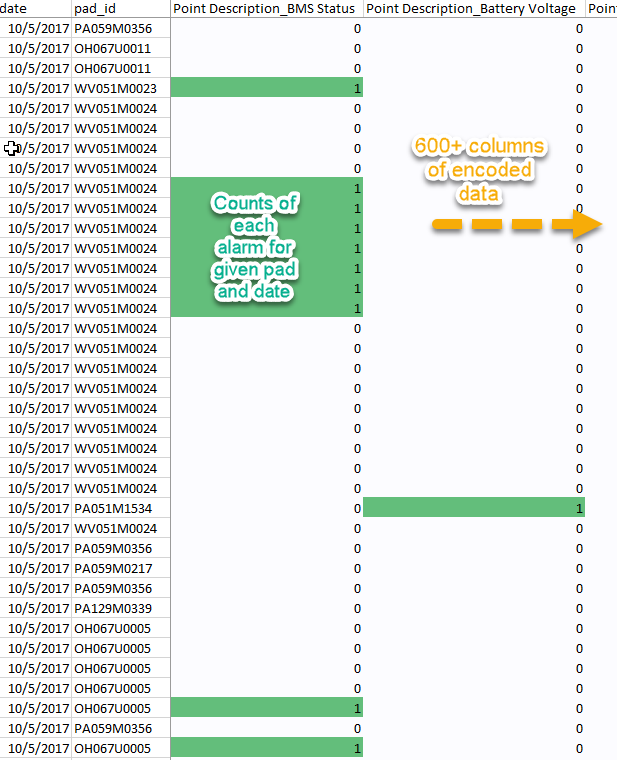 date pad_id Point Description_BMS Status Point Description_Battery Voltage Poin
10/5/2017 PA059M0356 0 0
10/5/2017 OH067U0011 0 0
10/5/2017 OH067U0011 0 0
10/5/2017 WV051M0023 1 0
10/5/2017 WV051M0024 0 0
10/5/2017 WV051M0024 0 0
0/5/2017 WV051M0024 0 0
10/5/2017 WV051M0024 0 0
10/5/2017 WV051M0024 1 0
10/5/2017 WV051M0024 1 0
10/5/2017 WV051M0024 1
10/5/2017 WV051M0024 1 0
10/5/2017 WV051M0024 1 0
10/5/2017 WV051M0024 1 0
10/5/2017 WV051M0024 1 0
10/5/2017 WV051M0024 0 0
10/5/2017 WV051M0024 0 0
10/5/2017 WV051M0024 0 0
10/5/2017 WV051M0024 0 0
10/5/2017 WV051M0024 0 0
10/5/2017 WV051M0024 0 0
10/5/2017 WV051M0024 0 0
10/5/2017 WV051M0024 0 0
10/5/2017 WV051M0024 0 0
10/5/2017 PA051M1534 0 1
10/5/2017 WV051M0024 0 0
10/5/2017 PA059M0356 0 0
10/5/2017 PA059M0217 0 0
10/5/2017 PA059M0356 0 0
10/5/2017 PA129M0339 0 0
10/5/2017 OH067U0005 0 0
10/5/2017 OH067U0005 0 0
10/5/2017 OH067U0005 0 0
10/5/2017 OH067U0005 0 0
10/5/2017 OH067U0005 1 0
10/5/2017 PA059M0356 0 0
10/5/2017 OH067U0005 1 0
Counts of
each
alarm for
given pad
and date
600+ columns
of encoded
data